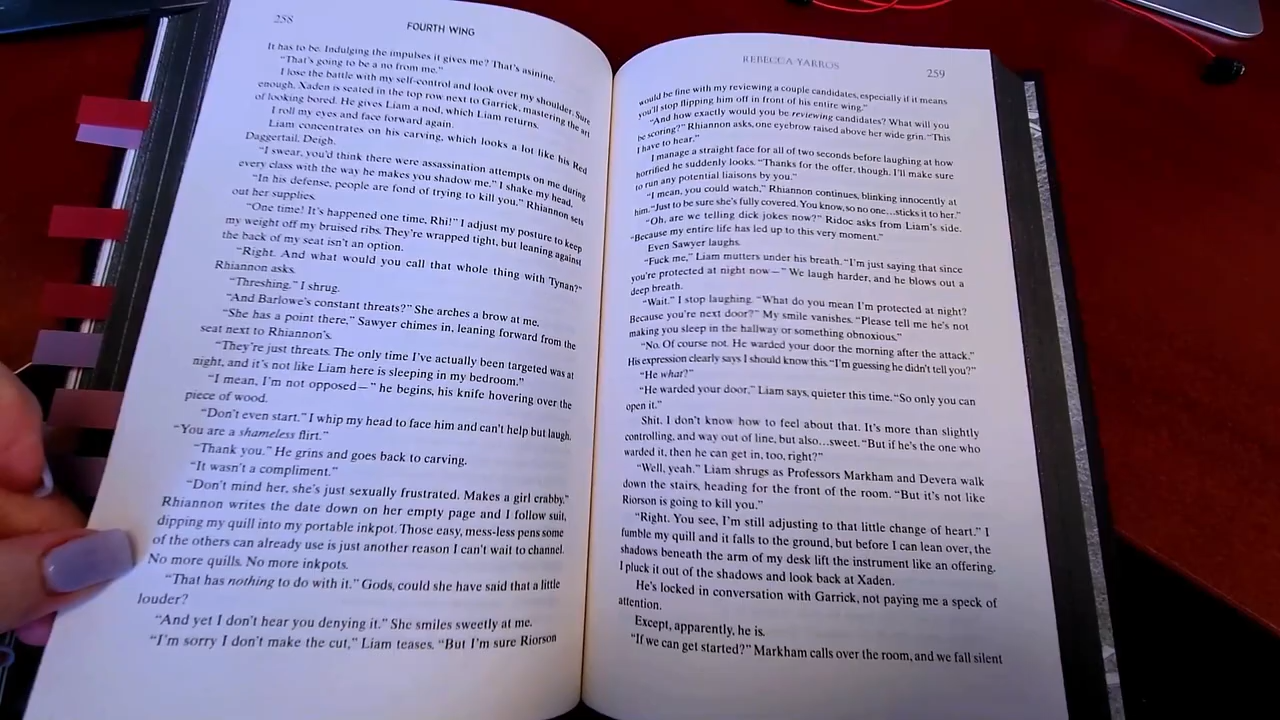 258
FOURTH WING
It has to be. Indulging the impulses it gives me? That's asinine.
“That's going to be a no from me.”
I lose the battle with my self-control and look over my shoulder. Sure
enough, Xaden is seated in the top row next to Garrick, mastering the art
of looking bored. He gives Liam a nod, which Liam returns.
I roll my eyes and face forward again.
Liam concentrates on his carving, which looks a lot like his Red
Daggertail, Deigh.
“I swear, you'd think there were assassination attempts on me during
every class with the way he makes you shadow me.” I shake my head.
“In his defense, people are fond of trying to kill you.” Rhiannon sets
out her supplies.
“One time! It's happened one time, Rhi!” I adjust my posture to keep
my weight off my bruised ribs. They're wrapped tight, but leaning against
the back of my seat isn't an option.
“Right. And what would you call that whole thing with Tynan?”
Rhiannon asks.
“Threshing.” I shrug.
“And Barlowe's constant threats?” She arches a brow at me.
“She has a point there,” Sawyer chimes in, leaning forward from the
seat next to Rhiannon's.
“They're just threats. The only time I've actually been targeted was at
night, and it's not like Liam here is sleeping in my bedroom.”
“I mean, I'm not opposed—” he begins, his knife hovering over the
piece of wood.
“Don't even start.” I whip my head to face him and can't help but laugh.
“You are a shameless flirt.”
“Thank you.” He grins and goes back to carving.
“It wasn't a compliment.”
“Don't mind her, she's just sexually frustrated. Makes a girl crabby.”
Rhiannon writes the date down on her empty page and I follow suit,
dipping my quill into my portable inkpot. Those easy, mess-less pens some
of the others can already use is just another reason I can't wait to channel.
No more quills. No more inkpots.
“That has nothing to do with it.” Gods, could she have said that a little
louder?
“And yet I don't hear you denying it.” She smiles sweetly at me.
“I'm sorry I don't make the cut,” Liam teases. “But I'm sure Riorson
REBECCA YARROS
259
would be fine with my reviewing a couple candidates, especially if it means
you'll stop flipping him off in front of his entire wing.”
“And how exactly would you be reviewing candidates? What will you
be scoring?” Rhiannon asks, one eyebrow raised above her wide grin. “This
I have to hear.”
I manage a straight face for all of two seconds before laughing at how
horrified he suddenly looks. “Thanks for the offer, though. I'll make sure
to run any potential liaisons by you.”
“I mean, you could watch,” Rhiannon continues, blinking innocently at
him. “Just to be sure she's fully covered. You know, so no one…sticks it to her.”
“Oh, are we telling dick jokes now?” Ridoc asks from Liam's side.
“Because my entire life has led up to this very moment.”
Even Sawyer laughs.
“Fuck me,” Liam mutters under his breath. “I'm just saying that since
you're protected at night now—” We laugh harder, and he blows out a
deep breath.
“Wait.” I stop laughing. “What do you mean I'm protected at night?
Because you're next door?” My smile vanishes. “Please tell me he's not
making you sleep in the hallway or something obnoxious.”
“No. Of course not. He warded your door the morning after the attack.”
His expression clearly says I should know this. “I'm guessing he didn't tell you?”
“He what?”
“He warded your door,” Liam says, quieter this time. “So only you can
open it.”
Shit. I don't know how to feel about that. It's more than slightly
controlling, and way out of line, but also…sweet. “But if he's the one who
warded it, then he can get in, too, right?”
“Well, yeah.” Liam shrugs as Professors Markham and Devera walk
down the stairs, heading for the front of the room. “But it's not like
Riorson is going to kill you.”
“Right. You see, I'm still adjusting to that little change of heart.” I
fumble my quill and it falls to the ground, but before I can lean over, the
shadows beneath the arm of my desk lift the instrument like an offering.
I pluck it out of the shadows and look back at Xaden.
He's locked in conversation with Garrick, not paying me a speck of
attention.
Except, apparently, he is.
“If we can get started?” Markham calls over the room, and we fall silent